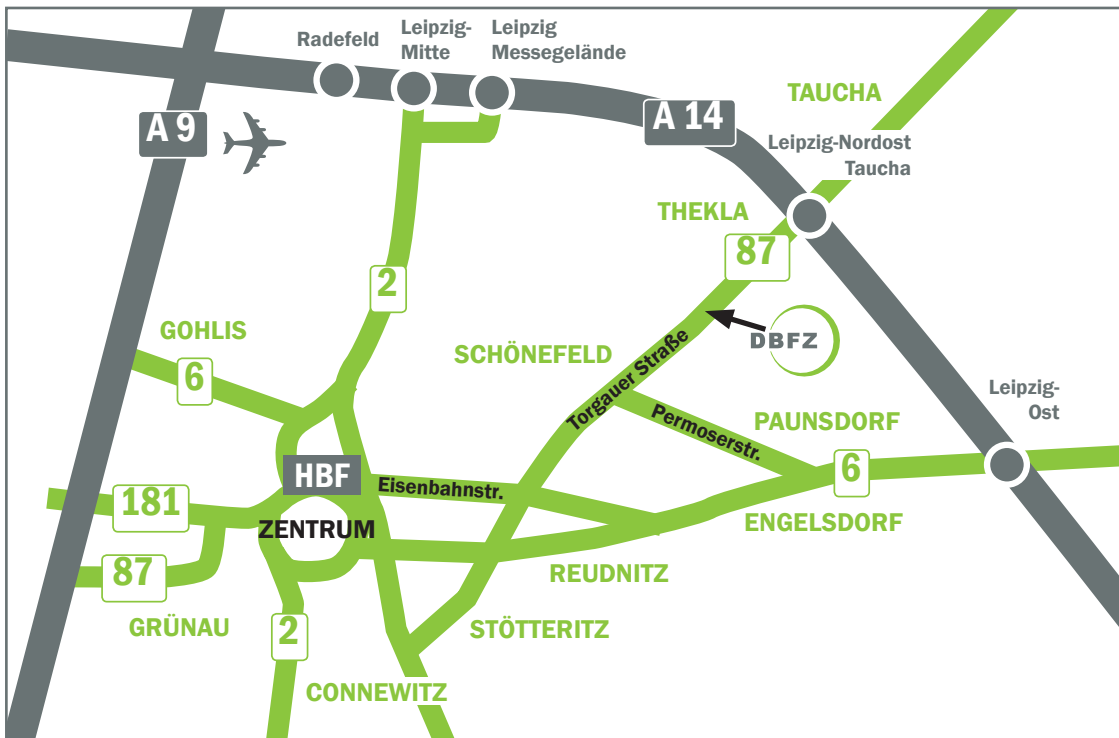 Radefeld
Leipzig-
Mitte
Leipzig
Messegelände
TAUCHA
A 9
A 14
Leipzig-Nordost
Taucha
THEKLA
87
2
GOHLIS
6
SCHÖNEFELD
Torgauer Straße
DBFZ
Permoserstr.
PAUNSDORF
Leipzig-
Ost
HBF
Eisenbahnstr.
6
181
ZENTRUM
ENGELSDORF
87
REUDNITZ
GRÜNAU
2
STÖTTERITZ
CONNEWITZ